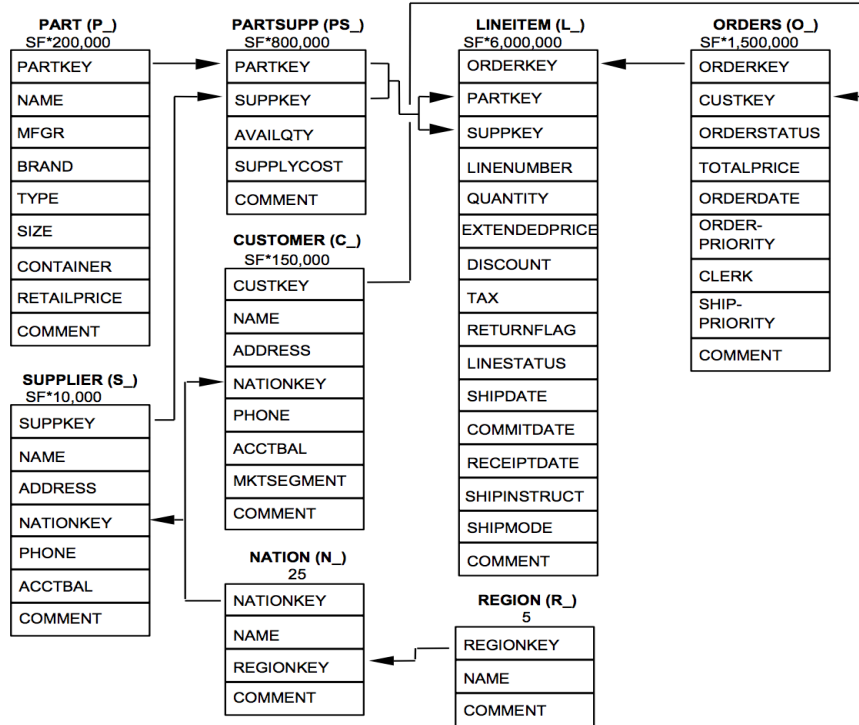 PART (P_)
SF*200,000
PARTKEY
NAME
MFGR
BRAND
TYPE
SIZE
CONTAINER
RETAILPRICE
COMMENT
SUPPLIER (S_)
SF*10,000
SUPPKEY
NAME
ADDRESS
NATIONKEY
PHONE
ACCTBAL
COMMENT
PARTSUPP (PS_)
SF*800,000
PARTKEY
SUPPKEY
AVAILQTY
SUPPLYCOST
COMMENT
CUSTOMER (C_)
SF*150,000
CUSTKEY
NAME
ADDRESS
NATIONKEY
PHONE
ACCTBAL
MKTSEGMENT
COMMENT
NATION (N_)
25
NATIONKEY
NAME
REGIONKEY
COMMENT
LINEITEM (L_)
SF*6,000,000
ORDERKEY
PARTKEY
SUPPKEY
LINENUMBER
QUANTITY
EXTENDEDPRICE
DISCOUNT
TAX
RETURNFLAG
LINESTATUS
SHIPDATE
COMMITDATE
RECEIPTDATE
SHIPINSTRUCT
SHIPMODE
COMMENT
REGION (R_)
5
REGIONKEY
NAME
COMMENT
ORDERS (O_)
SF*1,500,000
ORDERKEY
CUSTKEY
ORDERSTATUS
TOTALPRICE
ORDERDATE
ORDER-
PRIORITY
CLERK
SHIP-
PRIORITY
COMMENT